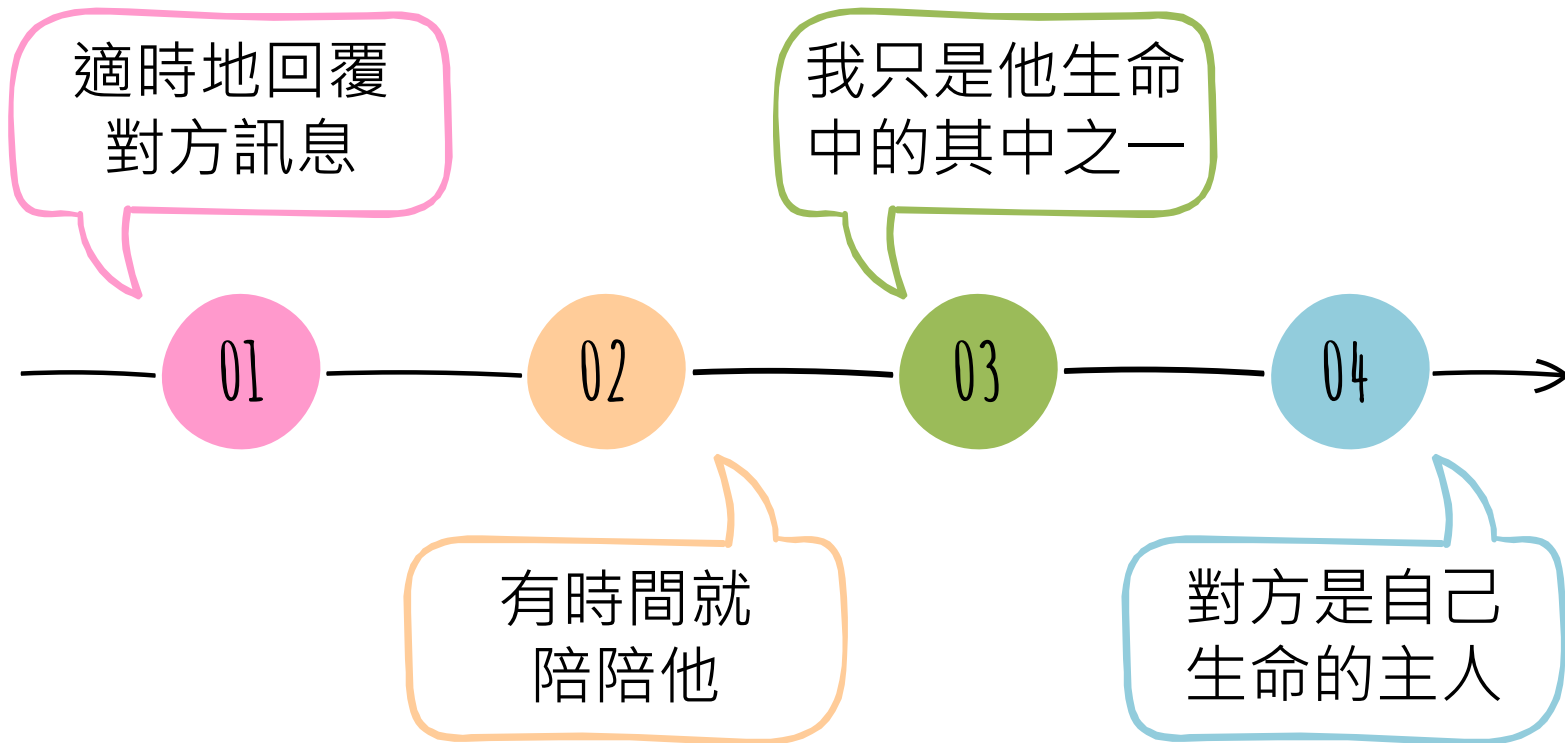 適時地回覆
對方訊息
我只是他生命
中的其中之一
01
02
03
04
有時間就
陪陪他
對方是自己
生命的主人